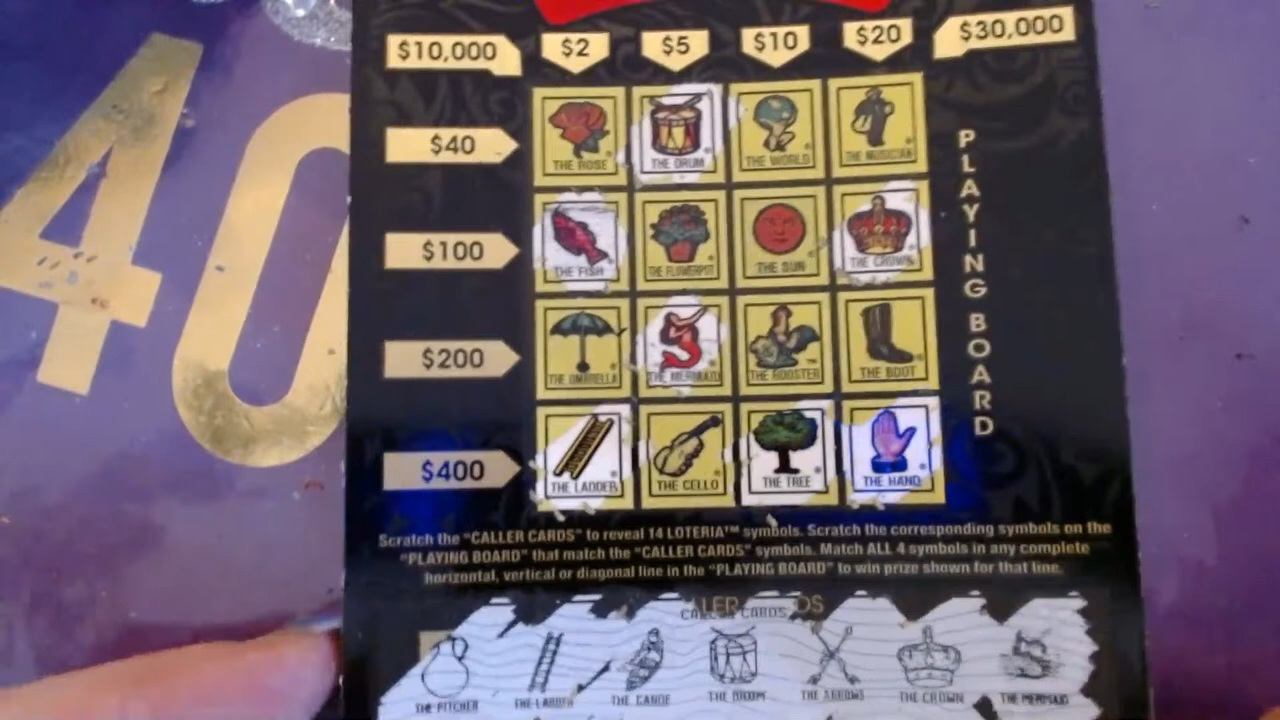 40
$10,000 $2 $5 $10 $20 $30,000
$40
THE ROSE THE DRUM THE WORLD THE MUSICIAN
$100
THE FISH THE FLOWERPOT THE SUN THE CROWN
$200
THE UMBRELLA THE MERMAID THE ROOSTER THE BOOT
$400
THE LADDER THE CELLO THE TREE THE HAND
PLAYING BOARD
Scratch the “CALLER CARDS” to reveal 14 LOTERIA™ symbols. Scratch the corresponding symbols on the
“PLAYING BOARD” that match the “CALLER CARDS” symbols. Match ALL 4 symbols in any complete
horizontal, vertical or diagonal line in the “PLAYING BOARD” to win prize shown for that line.
CALLER CARDS
THE PITCHER THE LADDER THE CANOE THE DRUM THE ARROWS THE CROWN THE MERMAID